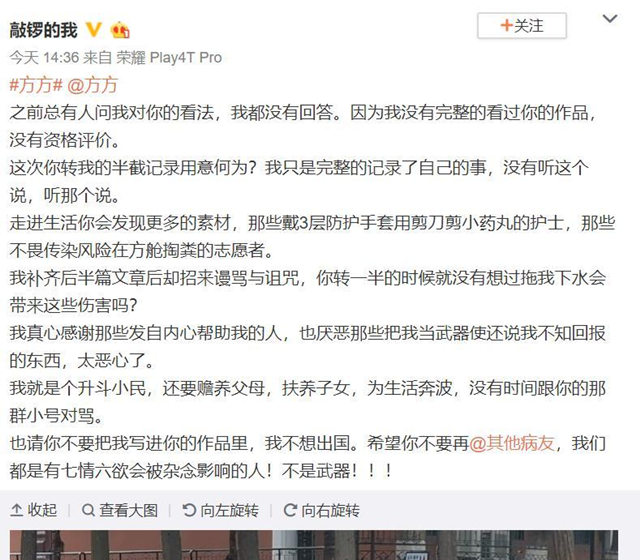 敲锣的我
+关注
今天 14:36 来自 荣耀 Play4T Pro
#方方# @方方
之前总有人问我对你的看法，我都没有回答。因为我没有完整的看过你的作品，
没有资格评价。
这次你转我的半截记录用意何为？我只是完整的记录了自己的事，没有听这个
说，听那个说。
走进生活你会发现更多的素材，那些戴3层防护手套用剪刀剪小药丸的护士，那些
不畏传染风险在方舱掏粪的志愿者。
我补齐后半篇文章后却招来谩骂与诅咒，你转一半的时候就没有想过拖我下水会
带来这些伤害吗？
我真心感谢那些发自内心帮助我的人，也厌恶那些把我当武器使还说我不知回报
的东西，太恶心了。
我就是个升斗小民，还要赡养父母，扶养子女，为生活奔波，没有时间跟你的那
群小号对骂。
也请你不要把我写进你的作品里，我不想出国。希望你不要再@其他病友，我们
都是有七情六欲会被杂念影响的人！不是武器！！！
收起 查看大图 向左旋转 向右旋转